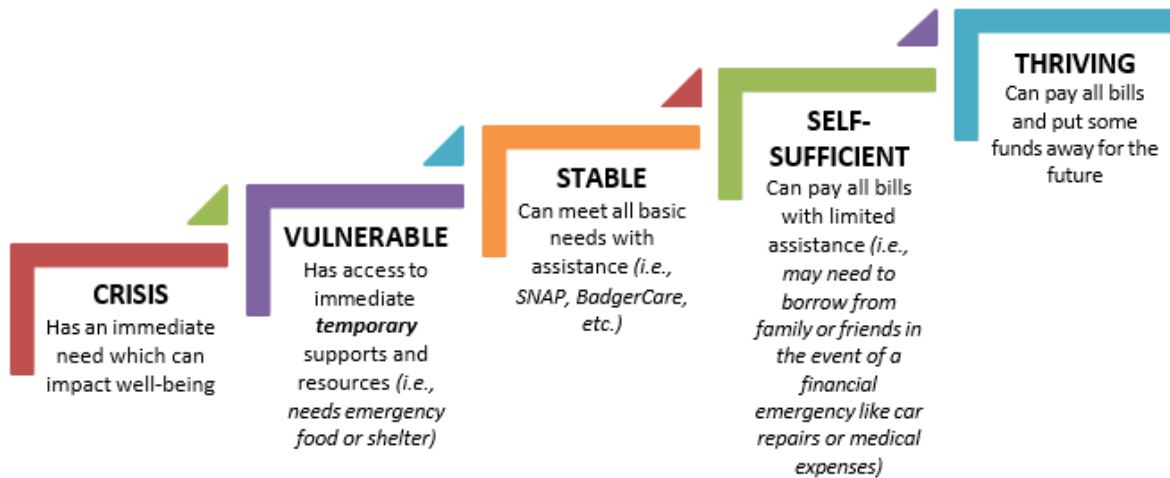 CRISIS
Has an immediate
need which can
impact well-being
VULNERABLE
Has access to
immediate
temporary
supports and
resources (i.e.,
needs emergency
food or shelter)
STABLE
Can meet all basic
needs with
assistance (i.e.,
SNAP, BadgerCare,
etc.)
SELF-
SUFFICIENT
Can pay all bills
with limited
assistance (i.e.,
may need to
borrow from
family or friends in
the event of a
financial
emergency like car
repairs or medical
expenses)
THRIVING
Can pay all bills
and put some
funds away for the
future